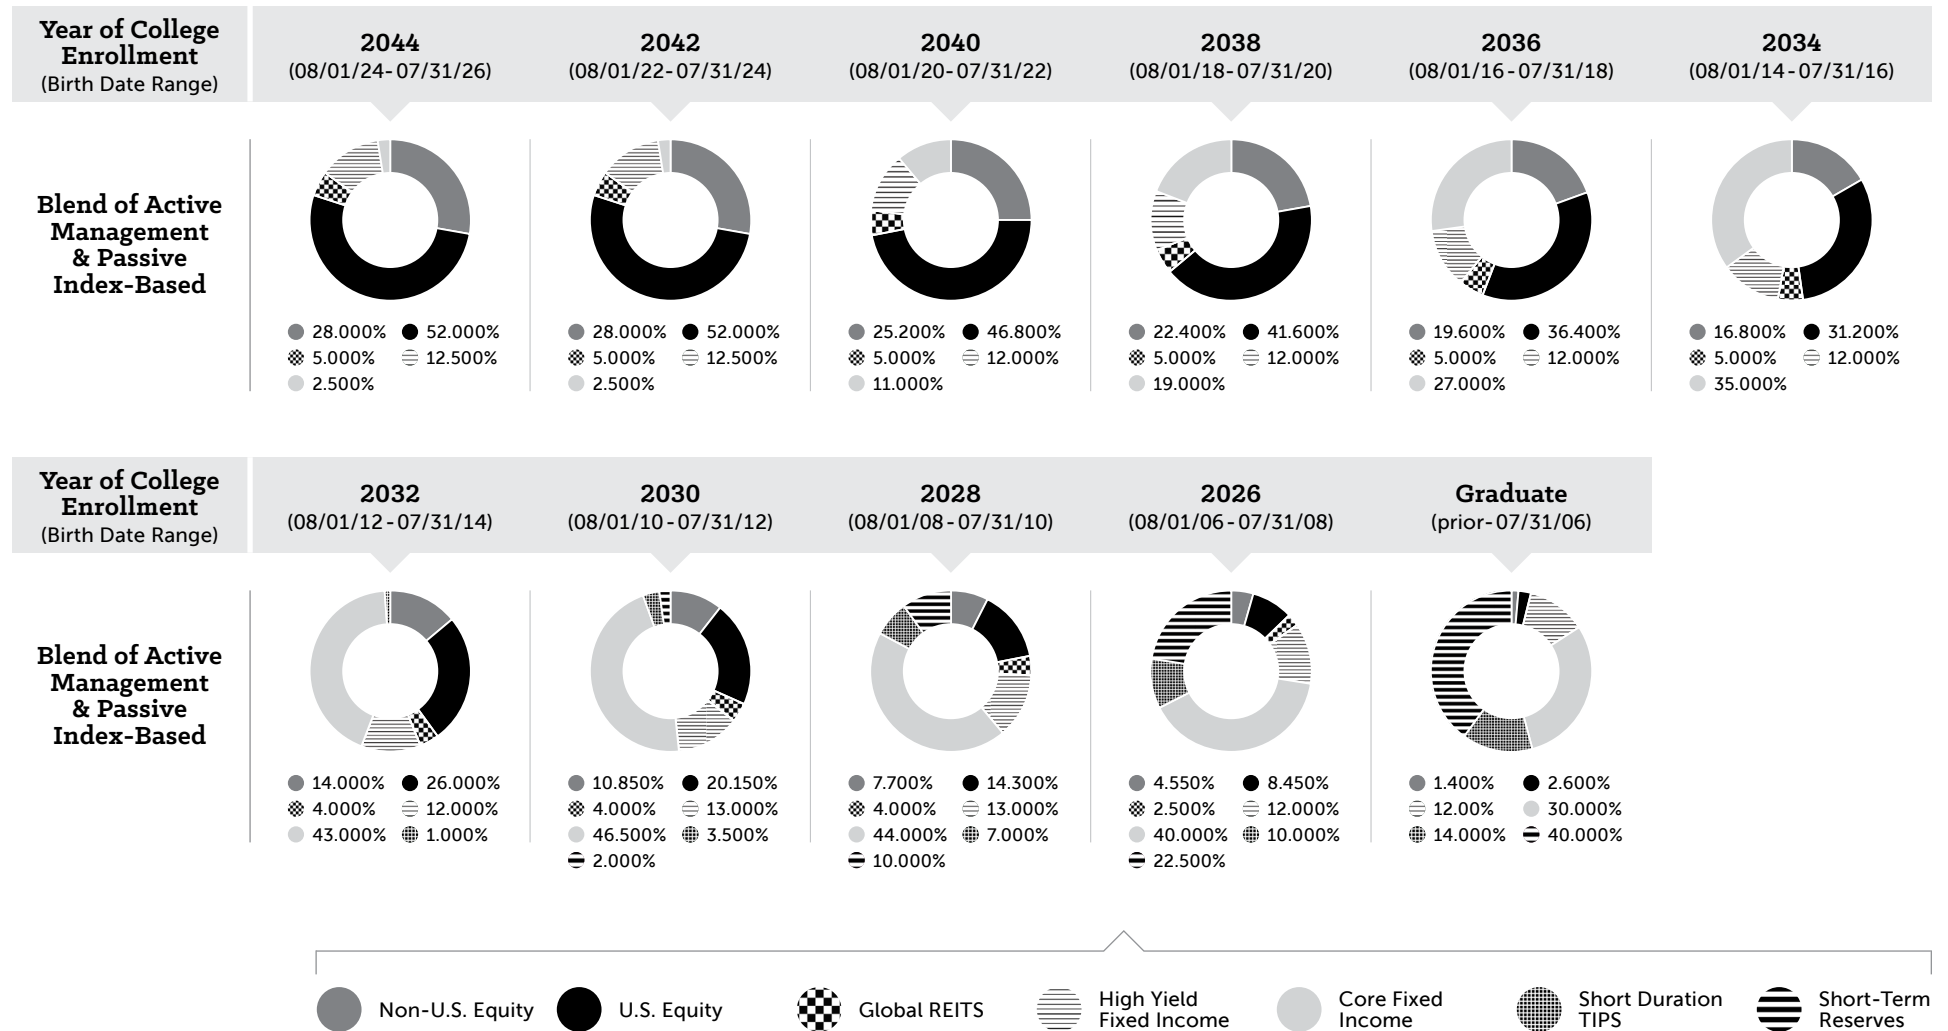 Year of College
Enrollment
(Birth Date Range)
2044
(08/01/24-07/31/26)
2042
(08/01/22-07/31/24)
2040
(08/01/20-07/31/22)
2038
(08/01/18-07/31/20)
2036
(08/01/16-07/31/18)
2034
(08/01/14-07/31/16)
Blend of Active
Management
& Passive
Index-Based
28.000% 52.000%
5.000% 12.500%
2.500%
28.000% 52.000%
5.000% 12.500%
2.500%
25.200% 46.800%
5.000% 12.000%
11.000%
22.400% 41.600%
5.000% 12.000%
19.000%
19.600% 36.400%
5.000% 12.000%
27.000%
16.800% 31.200%
5.000% 12.000%
35.000%
Year of College
Enrollment
(Birth Date Range)
2032
(08/01/12-07/31/14)
2030
(08/01/10-07/31/12)
2028
(08/01/08-07/31/10)
2026
(08/01/06-07/31/08)
Graduate
(prior-07/31/06)
Blend of Active
Management
& Passive
Index-Based
14.000% 26.000%
4.000% 12.000%
43.000% 1.000%
10.850% 20.150%
4.000% 13.000%
46.500% 3.500%
2.000%
7.700% 14.300%
4.000% 13.000%
44.000% 7.000%
10.000%
4.550% 8.450%
2.500% 12.000%
40.000% 10.000%
22.500%
1.400% 2.600%
12.00% 30.000%
14.000% 40.000%
Non-U.S. Equity
U.S. Equity
Global REITS
High Yield
Fixed Income
Core Fixed
Income
Short Duration
TIPS
Short-Term
Reserves